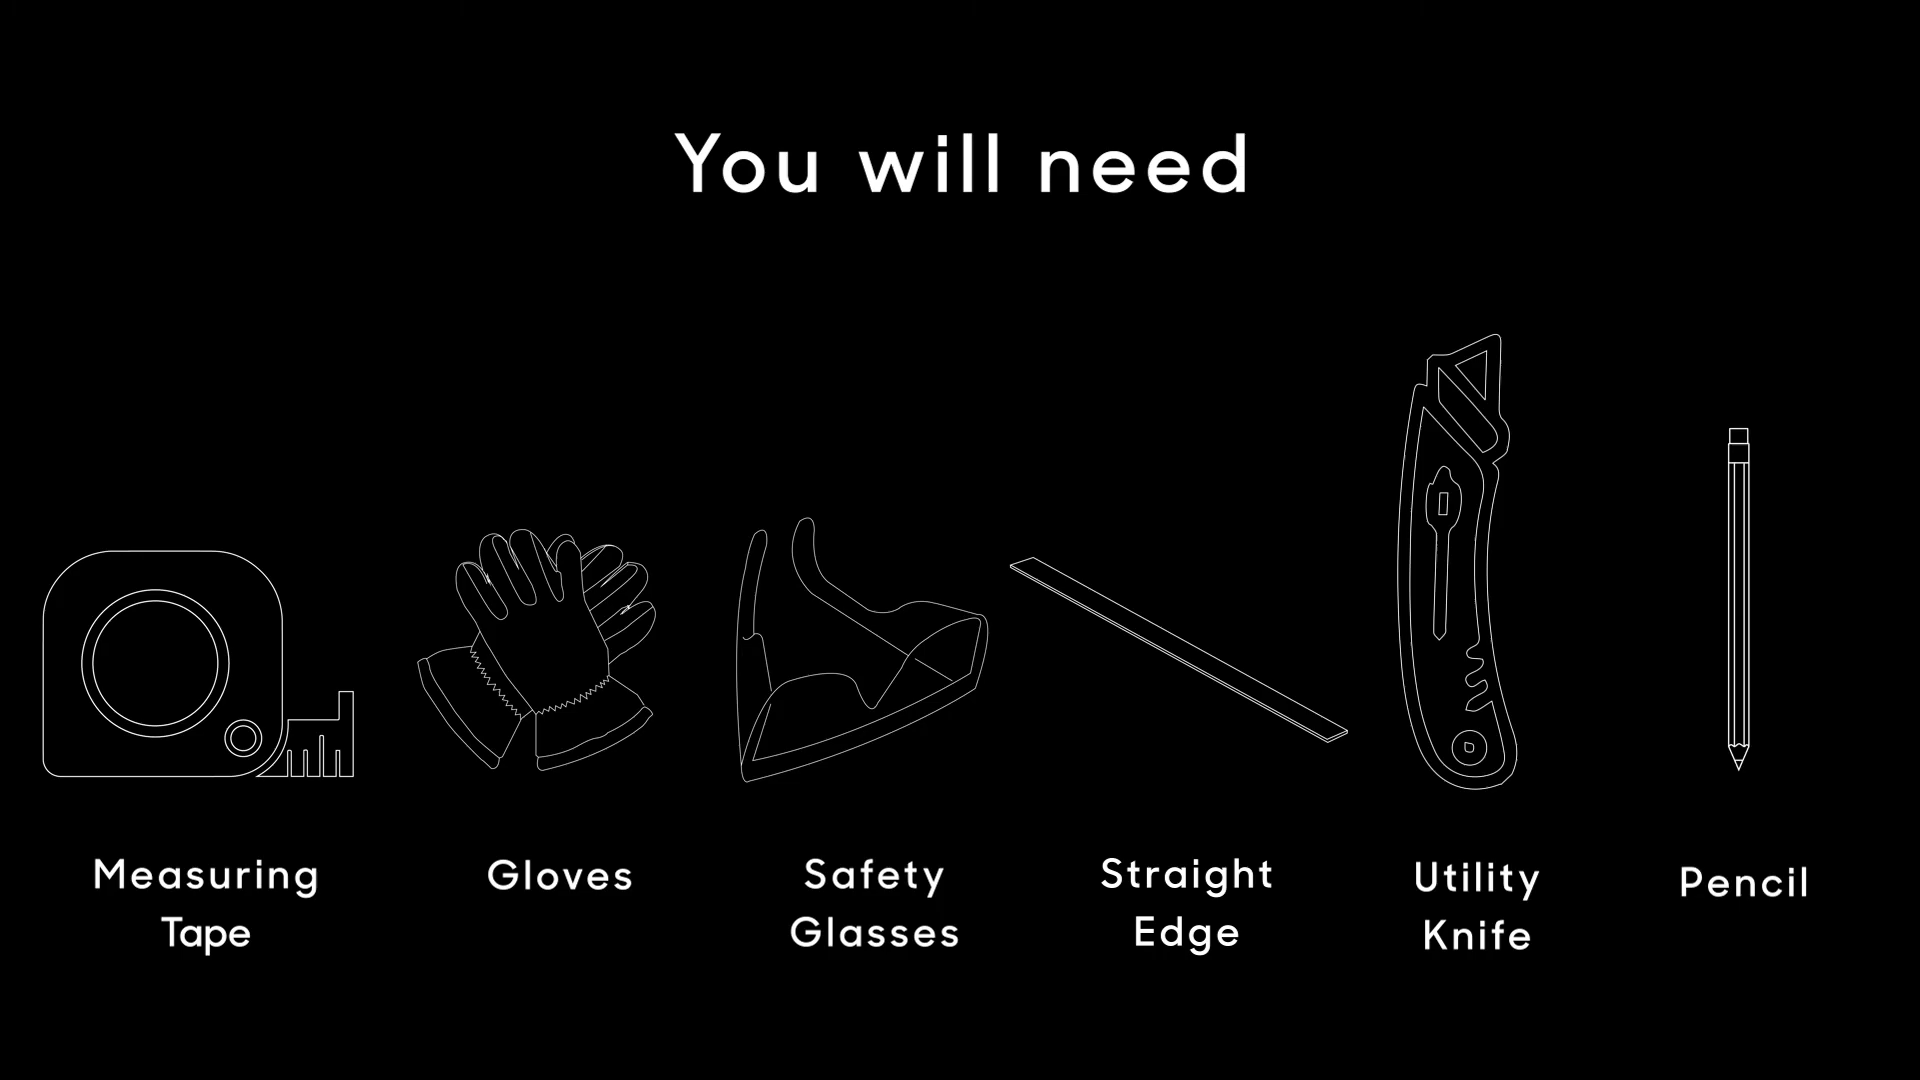 You will need
Measuring
Tape
Gloves
Safety
Glasses
Straight
Edge
Utility
Knife
Pencil